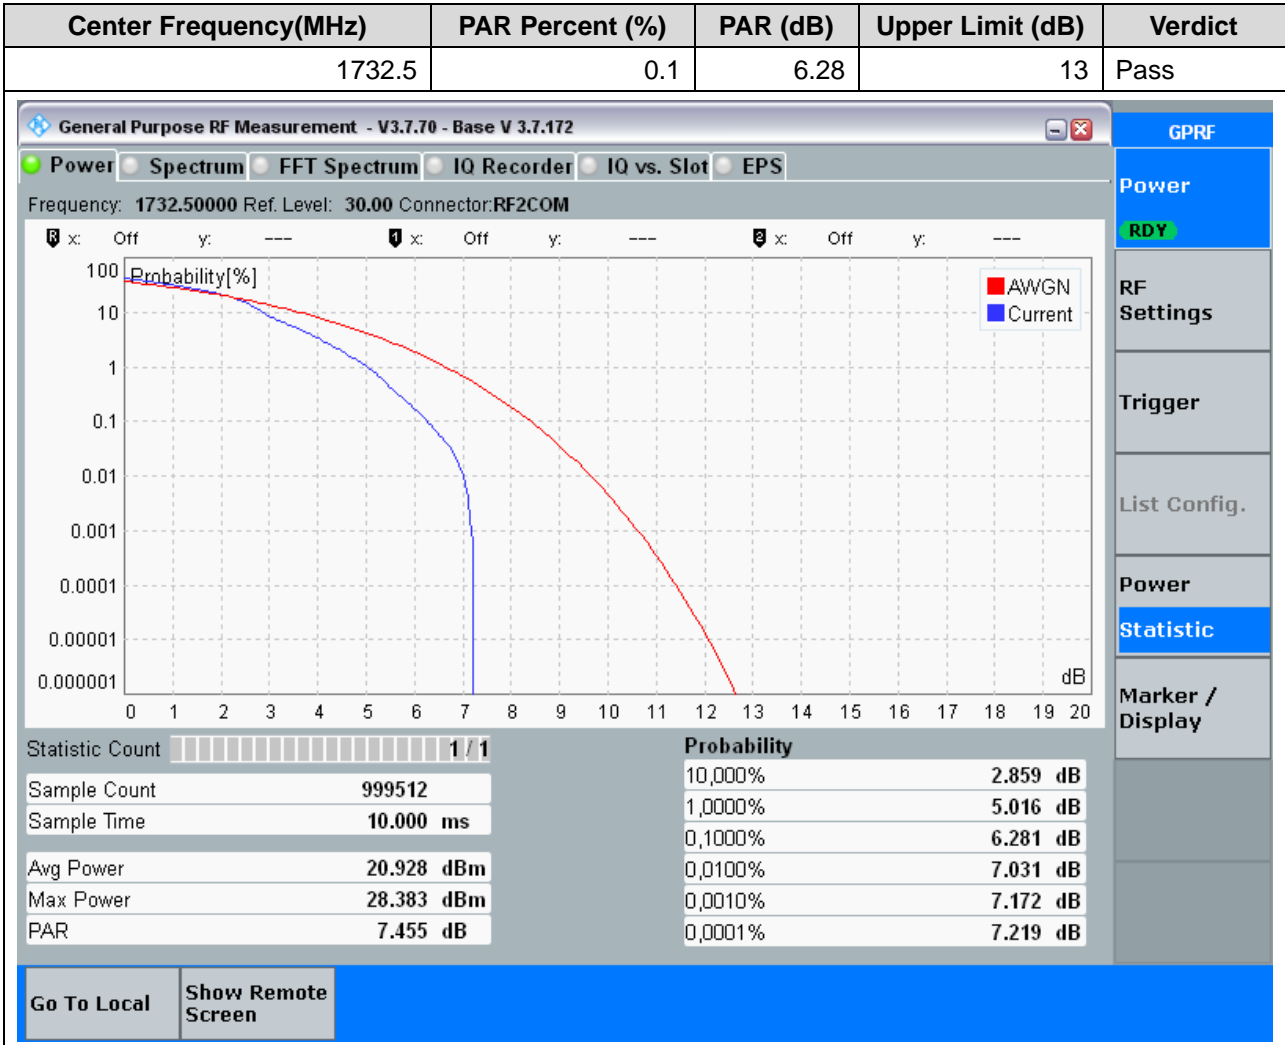 Center Frequency(MHz) PAR Percent (%) PAR (dB) Upper Limit (dB) Verdict
1732.5 0.1 6.28 13 Pass
General Purpose RF Measurement - V3.7.70 - Base V 3.7.172
GPRF
Power Spectrum FFT Spectrum IQ Recorder IQ vs. Slot EPS
Power
RDY
Frequency: 1732.50000 Ref. Level: 30.00 Connector:RF2COM
R x: Off y: --- 1 x: Off y: --- 2 x: Off y: ---
100 Probability[%]
AWGN
Current
10
1
0.1
0.01
0.001
0.0001
0.00001
0.000001
dB
0 1 2 3 4 5 6 7 8 9 10 11 12 13 14 15 16 17 18 19 20
RF
Settings
Trigger
List Config.
Power
Statistic
Marker /
Display
Statistic Count 1 / 1
Sample Count 999512
Sample Time 10.000 ms
Avg Power 20.928 dBm
Max Power 28.383 dBm
PAR 7.455 dB
Probability
10,000% 2.859 dB
1,0000% 5.016 dB
0,1000% 6.281 dB
0,0100% 7.031 dB
0,0010% 7.172 dB
0,0001% 7.219 dB
Go To Local
Show Remote
Screen